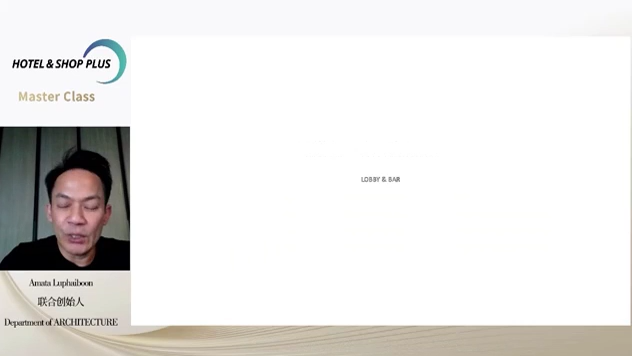 HOTEL & SHOP PLUS
Master Class
LOBBY & BAR
Amata Luphaiboon
联合创始人
Department of ARCHITECTURE